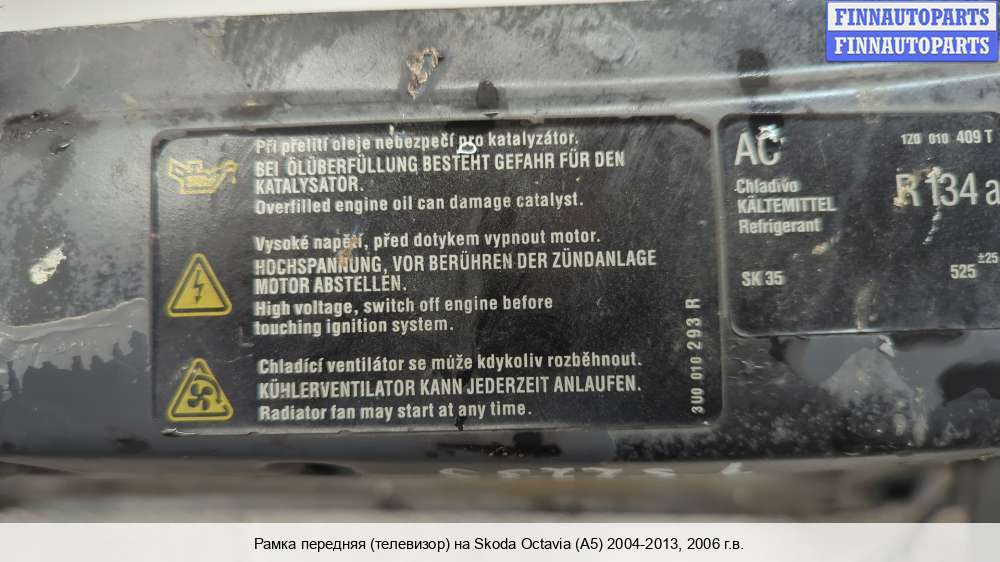 FINNAUTOPARTS
FINNAUTOPARTS
Při přelití oleje nebezpečí pro katalyzátor.
BEI ÖLÜBERFÜLLUNG BESTEHT GEFAHR FÜR DEN
KATALYSATOR.
Overfilled engine oil can damage catalyst.
Vysoké napětí, před dotykem vypnout motor.
HOCHSPANNUNG, VOR BERÜHREN DER ZÜNDANLAGE
MOTOR ABSTELLEN.
High voltage, switch off engine before
touching ignition system.
Chladící ventilátor se může kdykoliv rozběhnout.
KÜHLERVENTILATOR KANN JEDERZEIT ANLAUFEN.
Radiator fan may start at any time.
3U0 010 293 R
1Z0 010 409 T
AC
Chladivo
KÄLTEMITTEL
Refrigerant
R 134 a
SK 35
525 ±25
Рамка передняя (телевизор) на Skoda Octavia (A5) 2004-2013, 2006 г.в.